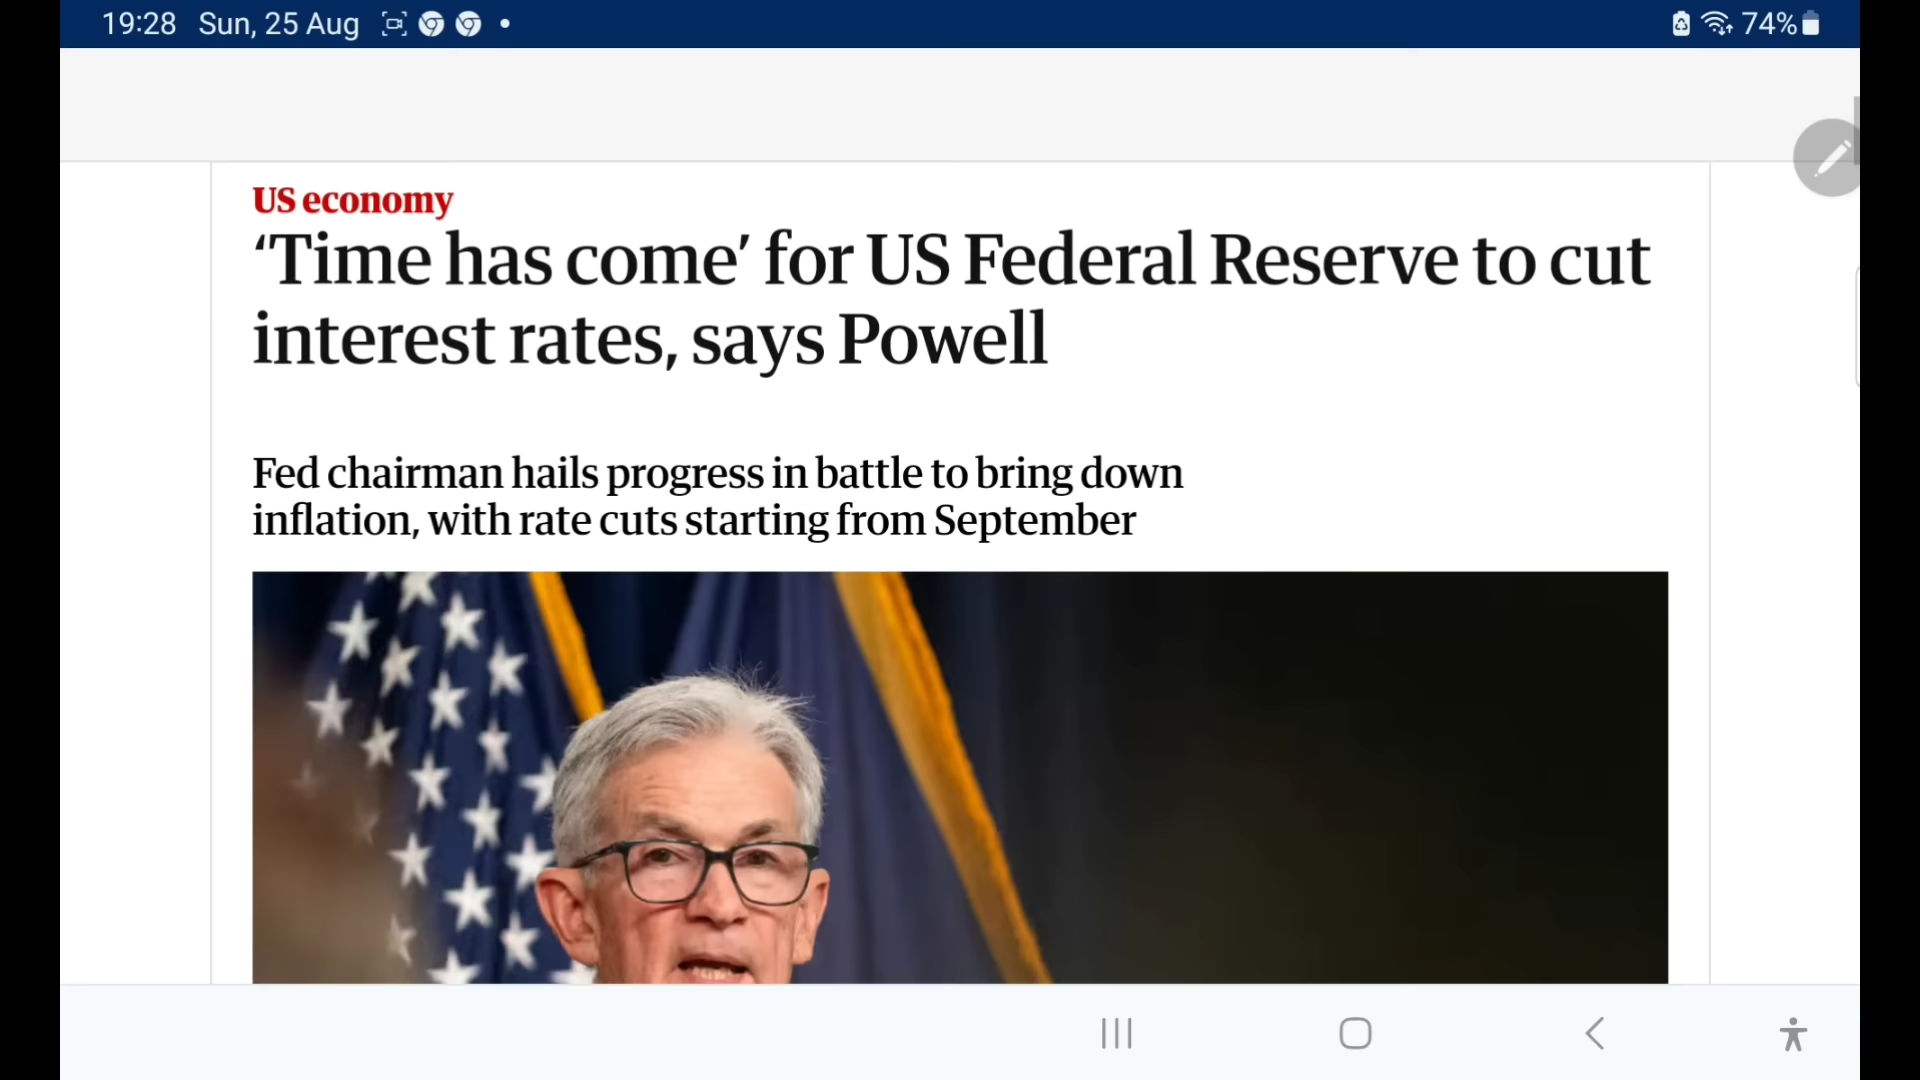 19:28 Sun, 25 Aug 74%
US economy
‘Time has come’ for US Federal Reserve to cut
interest rates, says Powell
Fed chairman hails progress in battle to bring down
inflation, with rate cuts starting from September